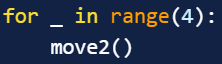 for _ in range(4):
    move2()